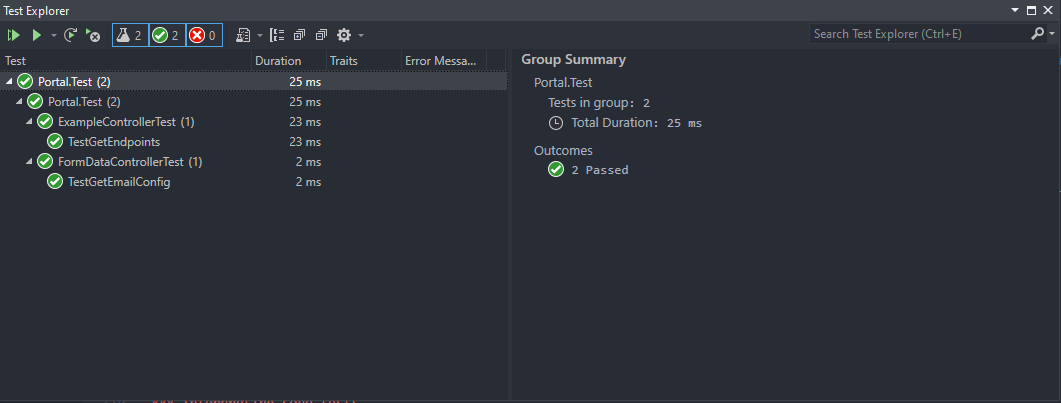 Test Explorer
2 2 0
Search Test Explorer (Ctrl+E)
Test Duration Traits Error Messa...
Portal.Test (2) 25 ms
Portal.Test (2) 25 ms
ExampleControllerTest (1) 23 ms
TestGetEndpoints 23 ms
FormDataControllerTest (1) 2 ms
TestGetEmailConfig 2 ms
Group Summary
Portal.Test
Tests in group: 2
Total Duration: 25 ms
Outcomes
2 Passed